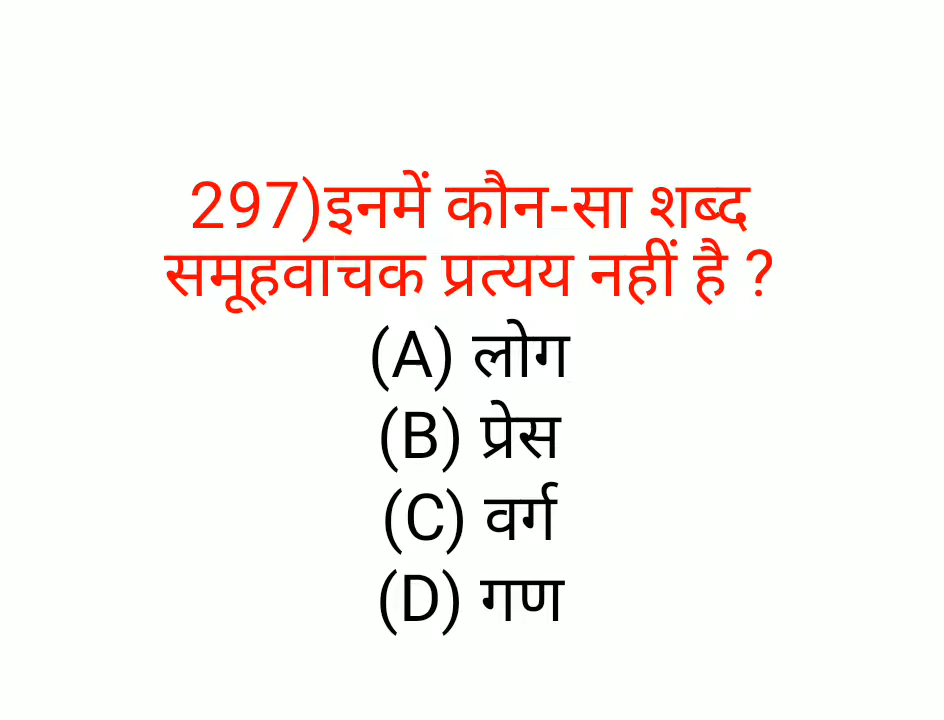 297)इनमें कौन-सा शब्द
समूहवाचक प्रत्यय नहीं है ?
(A) लोग
(B) प्रेस
(C) वर्ग
(D) गण